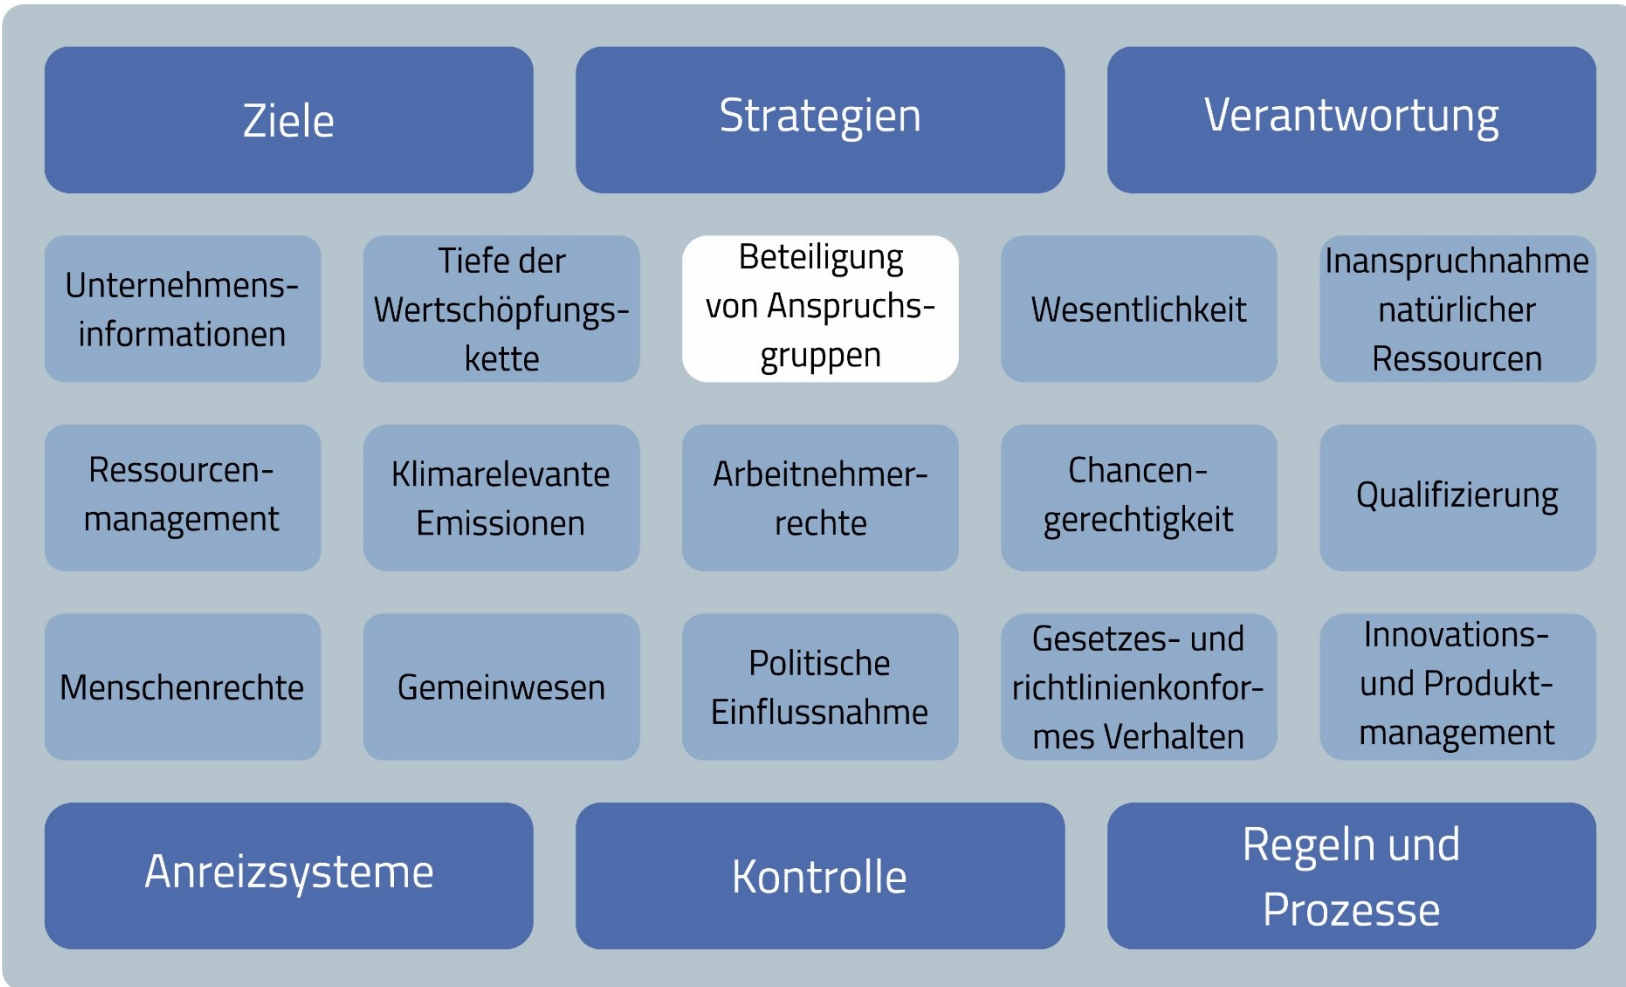 Ziele
Strategien
Verantwortung
Unternehmens-
informationen
Tiefe der
Wertschöpfungs-
kette
Beteiligung
von Anspruchs-
gruppen
Wesentlichkeit
Inanspruchnahme
natürlicher
Ressourcen
Ressourcen-
management
Klimarelevante
Emissionen
Arbeitnehmer-
rechte
Chancen-
gerechtigkeit
Qualifizierung
Menschenrechte
Gemeinwesen
Politische
Einflussnahme
Gesetzes- und
richtlinienkonfor-
mes Verhalten
Innovations-
und Produkt-
management
Anreizsysteme
Kontrolle
Regeln und
Prozesse